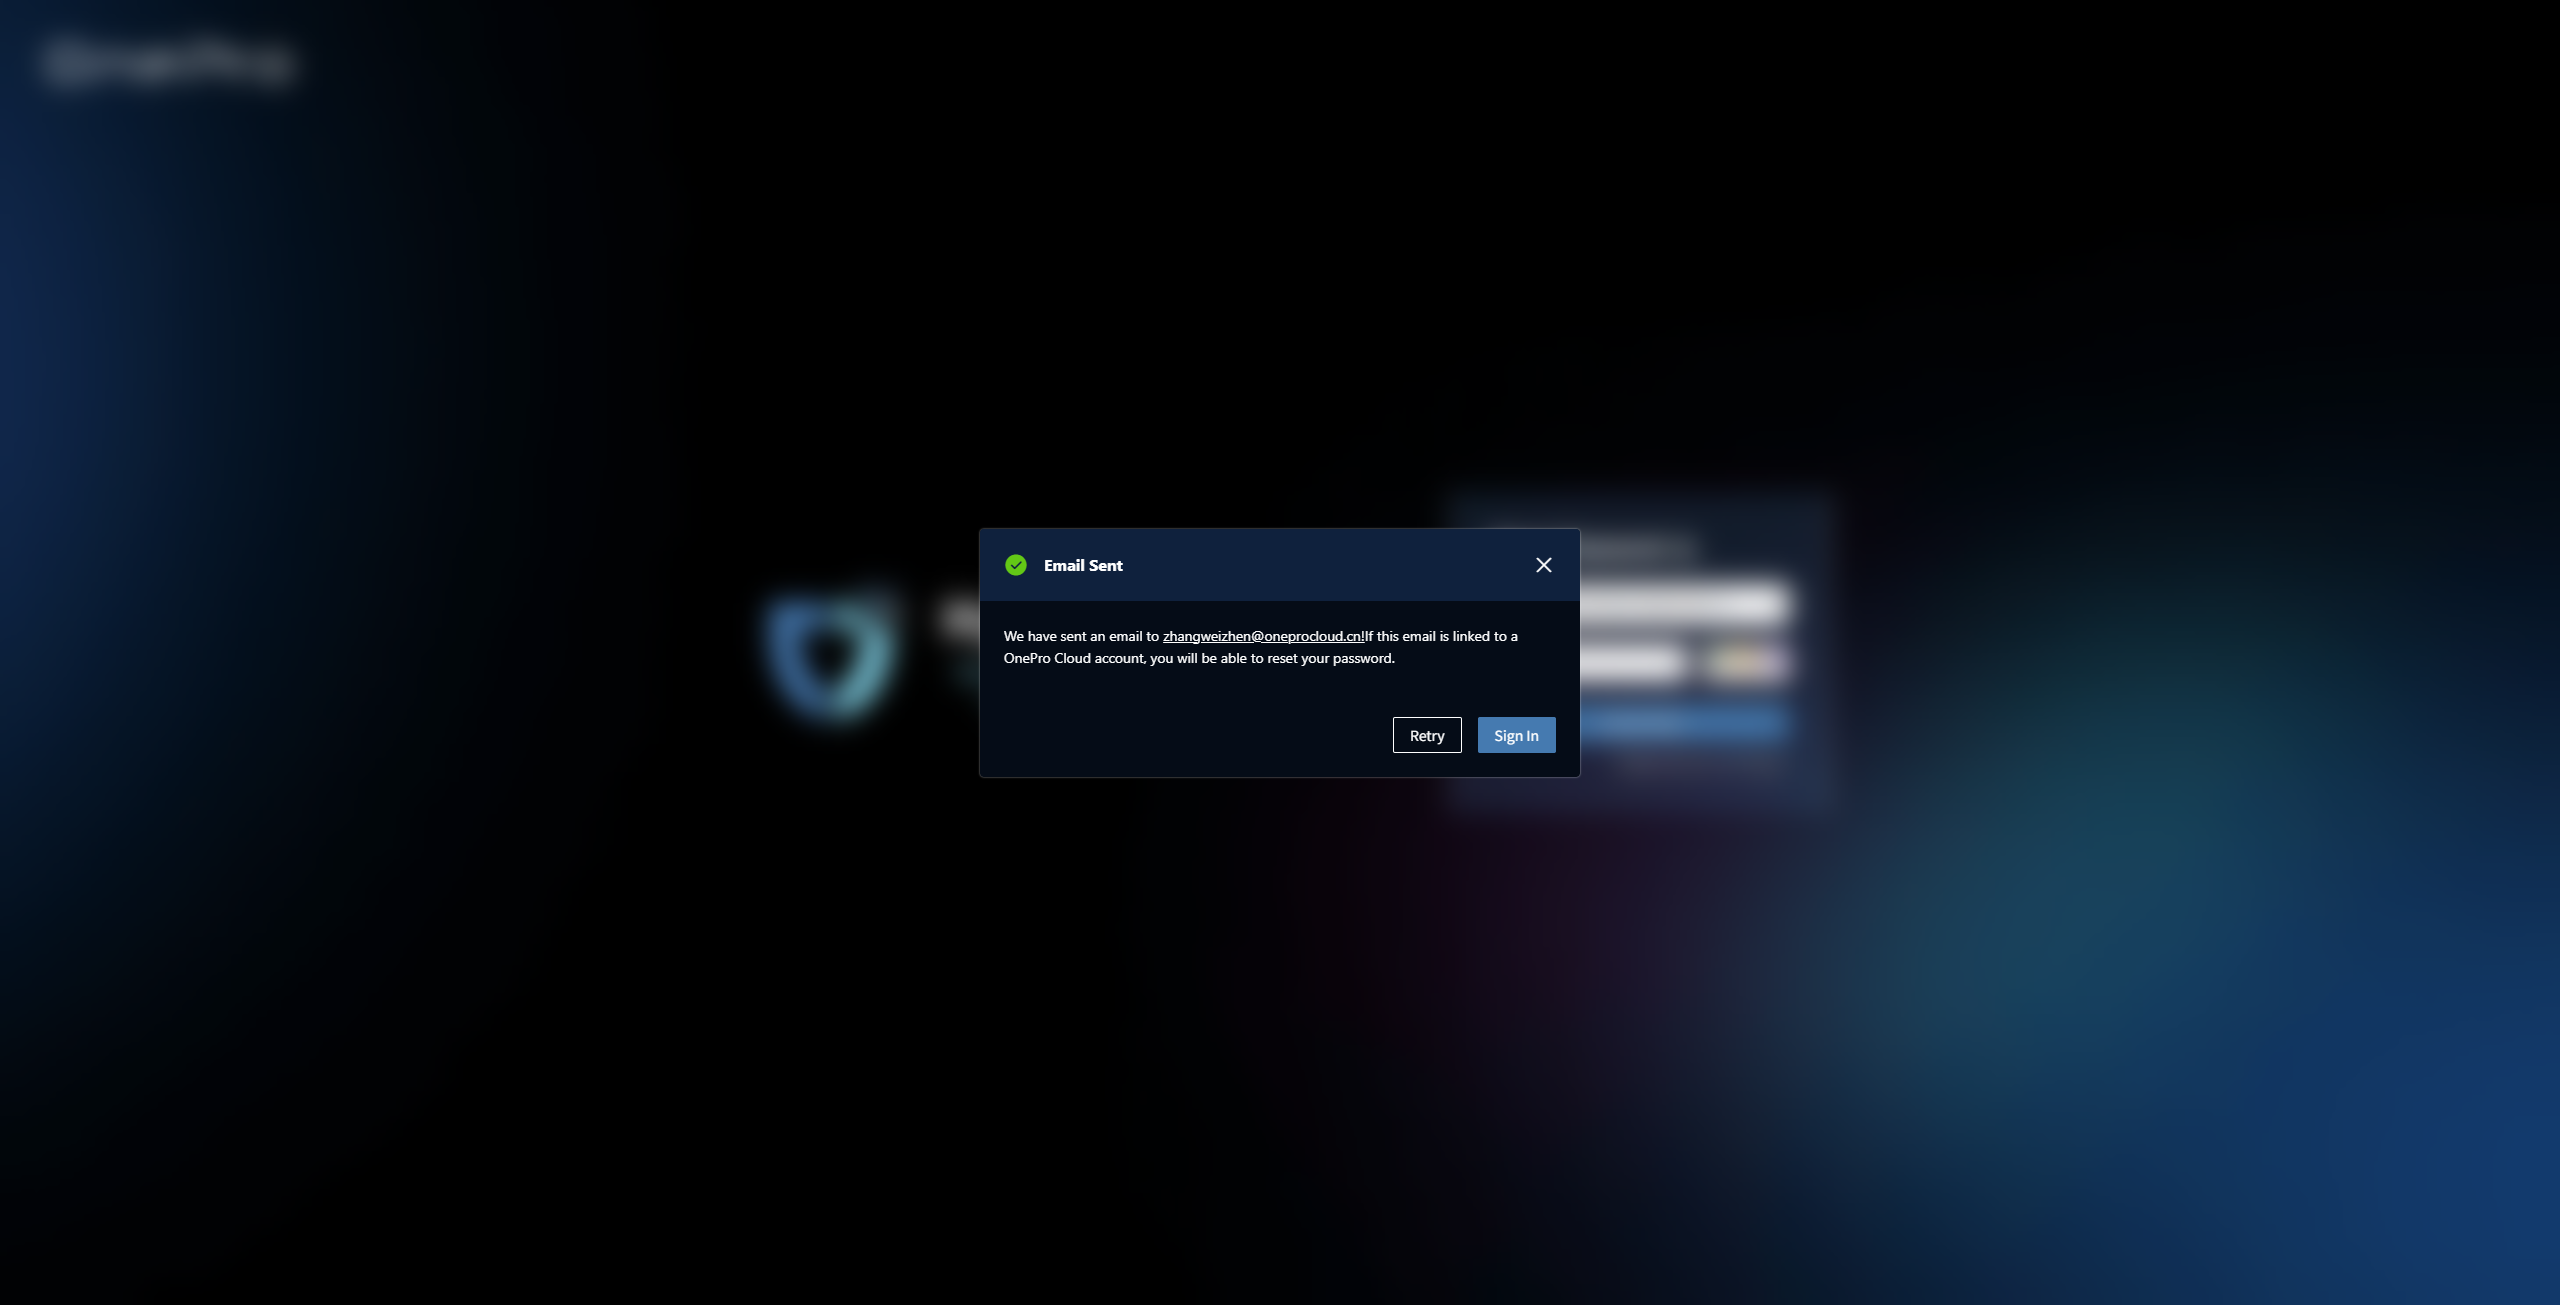 Email Sent
We have sent an email to zhangweizhen@oneprocloud.cn!If this email is linked to a
OnePro Cloud account, you will be able to reset your password.
Retry
Sign In